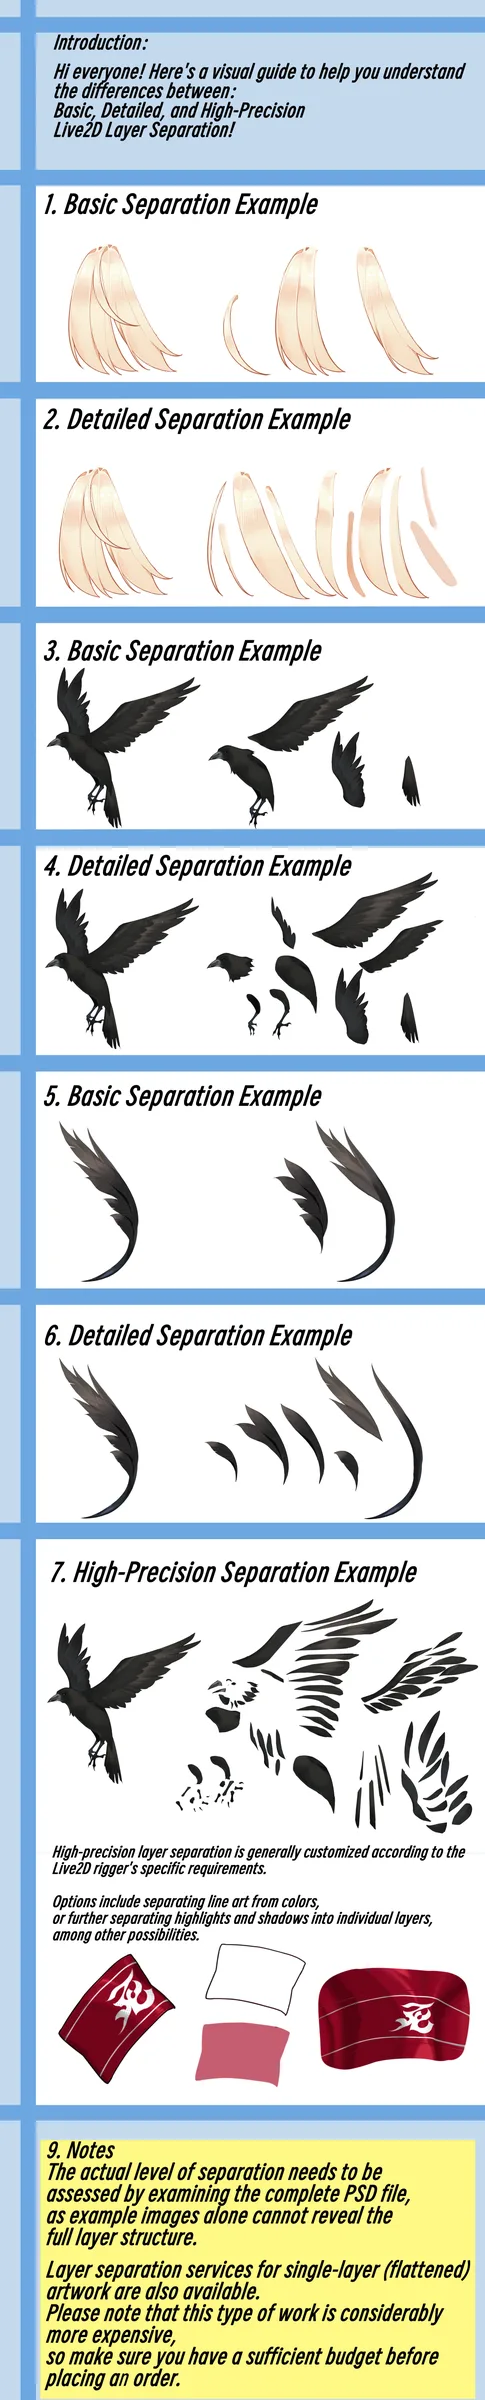 Introduction:
Hi everyone! Here's a visual guide to help you understand
the differences between:
Basic, Detailed, and High-Precision
Live2D Layer Separation!
1. Basic Separation Example
2. Detailed Separation Example
3. Basic Separation Example
4. Detailed Separation Example
5. Basic Separation Example
6. Detailed Separation Example
7. High-Precision Separation Example
High-precision layer separation is generally customized according to the
Live2D rigger's specific requirements.
Options include separating line art from colors,
or further separating highlights and shadows into individual layers,
among other possibilities.
9. Notes
The actual level of separation needs to be
assessed by examining the complete PSD file,
as example images alone cannot reveal the
full layer structure.
Layer separation services for single-layer (flattened)
artwork are also available.
Please note that this type of work is considerably
more expensive,
so make sure you have a sufficient budget before
placing an order.